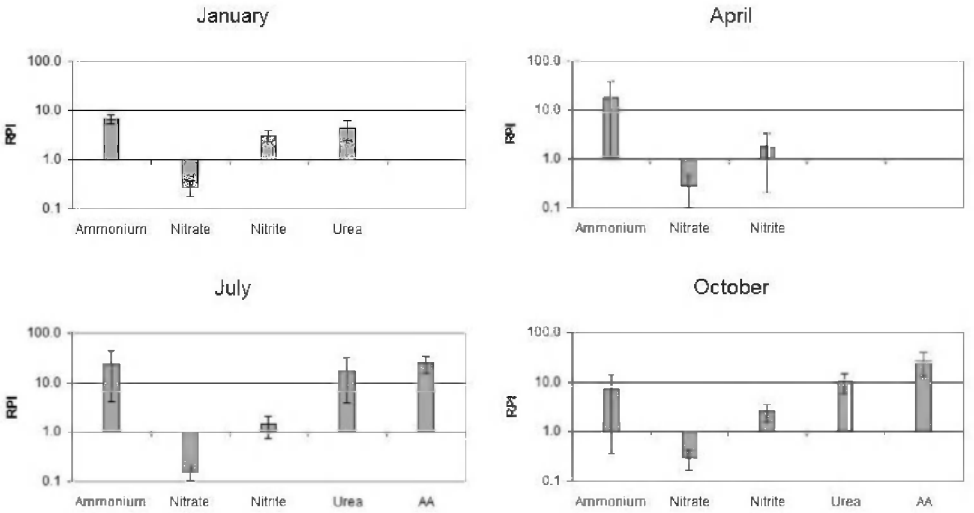 January
100.0
10.0
1.0
0.1
RPI
Ammonium Nitrate Nitrite Urea
April
100.0
10.0
1.0
0.1
RPI
Ammonium Nitrate Nitrite
July
100.0
10.0
1.0
0.1
RPI
Ammonium Nitrate Nitrite Urea AA
October
100.0
10.0
1.0
0.1
RPI
Ammonium Nitrate Nitrite Urea AA